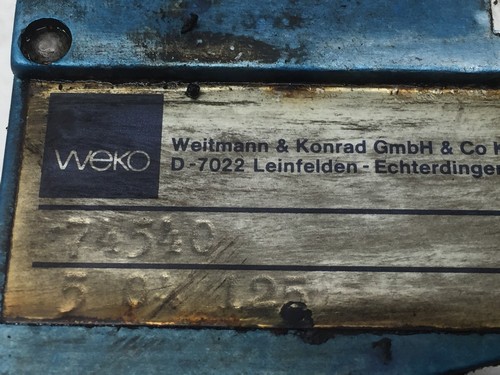 weko
Weitmann & Konrad GmbH & Co K
D-7022 Leinfelden - Echterdingen
74540